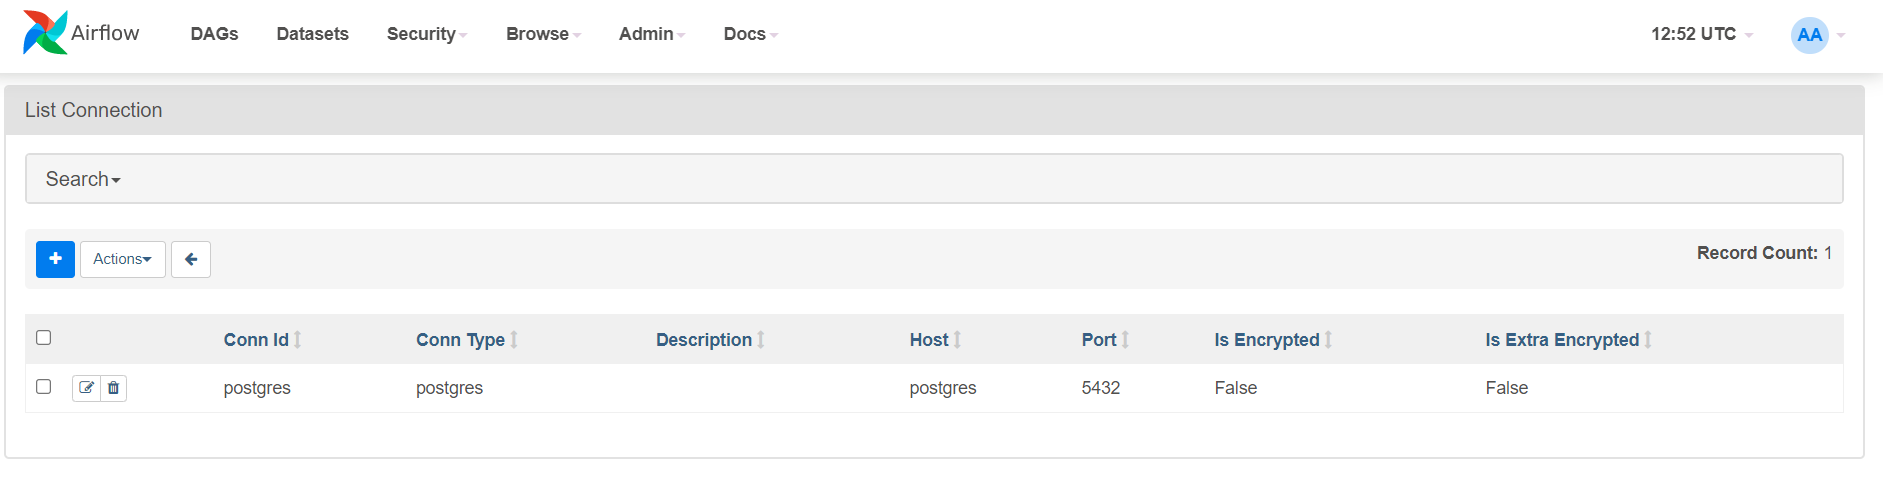 Airflow DAGs Datasets Security Browse Admin Docs 12:52 UTC AA
List Connection
Search
+ Actions Record Count: 1
Conn Id Conn Type Description Host Port Is Encrypted Is Extra Encrypted
postgres postgres postgres 5432 False False